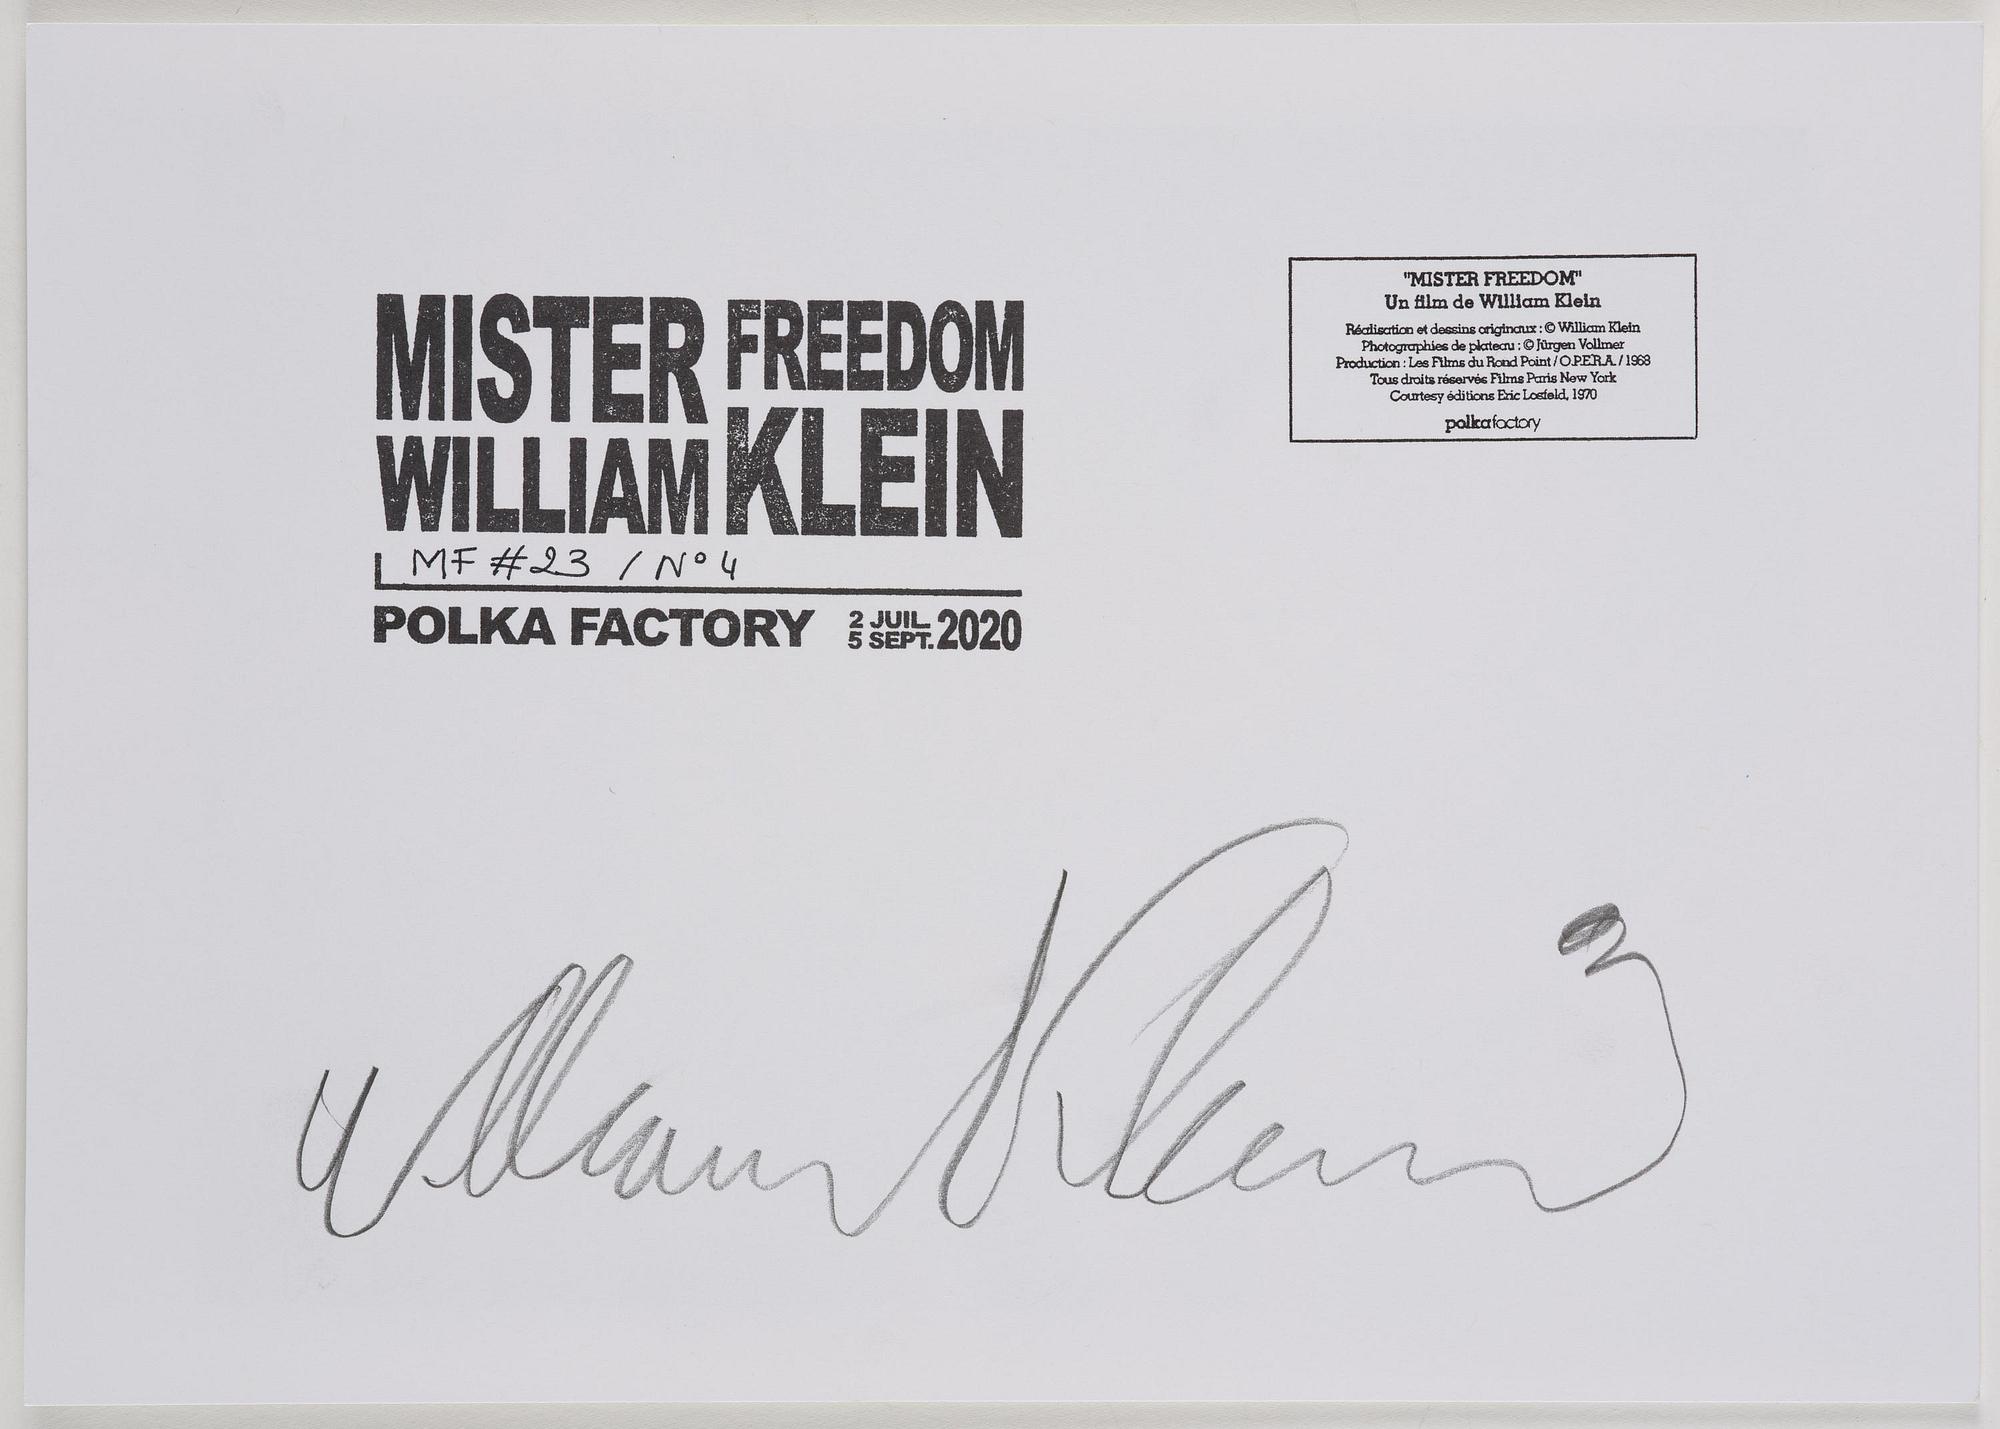 MISTER FREEDOM
WILLIAM KLEIN
MF #23 / N° 4
POLKA FACTORY 2 JUIL. 5 SEPT. 2020
"MISTER FREEDOM"
Un film de William Klein
Réalisation et dessins originaux : © William Klein
Photographies de plateau : © Jürgen Vollmer
Production : Les Films du Rond Point / O.P.E.R.A. / 1968
Tous droits réservés Films Paris New York
Courtesy éditions Eric Losfeld, 1970
polkafactory
William Klein